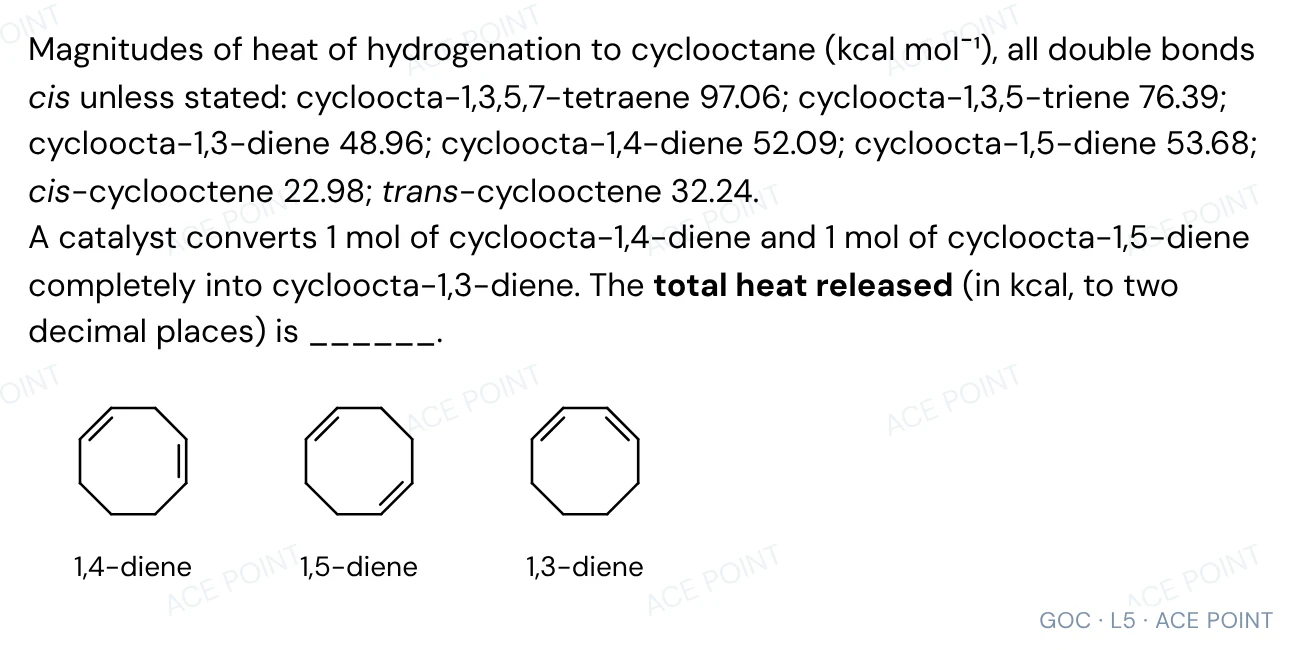 Magnitudes of heat of hydrogenation to cyclooctane (kcal mol⁻¹), all double bonds
cis unless stated: cycloocta-1,3,5,7-tetraene 97.06; cycloocta-1,3,5-triene 76.39;
cycloocta-1,3-diene 48.96; cycloocta-1,4-diene 52.09; cycloocta-1,5-diene 53.68;
cis-cyclooctene 22.98; trans-cyclooctene 32.24.
A catalyst converts 1 mol of cycloocta-1,4-diene and 1 mol of cycloocta-1,5-diene
completely into cycloocta-1,3-diene. The total heat released (in kcal, to two
decimal places) is ______.
1,4-diene 1,5-diene 1,3-diene
GOC · L5 · ACE POINT
ACE POINT